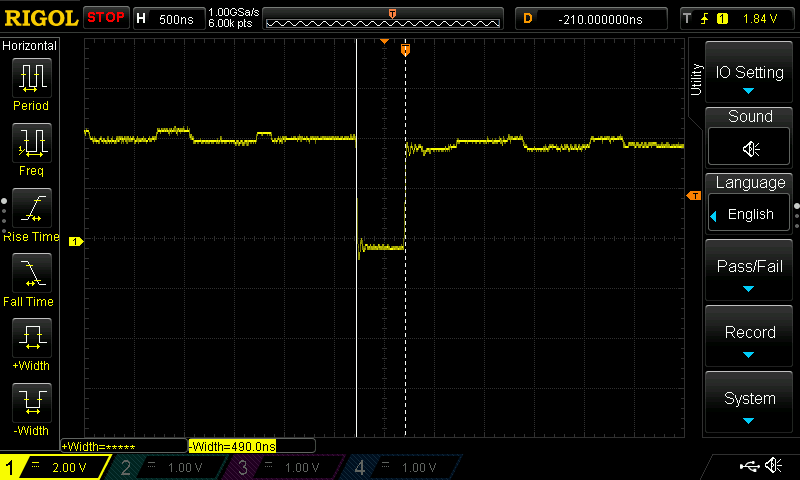 RIGOL STOP H 500ns 1.00GSa/s 6.00k pts T D -210.000000ns T 1 1.84 V
Horizontal
Period
Freq
Rise Time
Fall Time
+Width
-Width
T
1
T
Utility
IO Setting
Sound
Language
English
Pass/Fail
Record
System
+Width=***** -Width=490.0ns
1 2.00 V 2 1.00 V 3 1.00 V 4 1.00 V